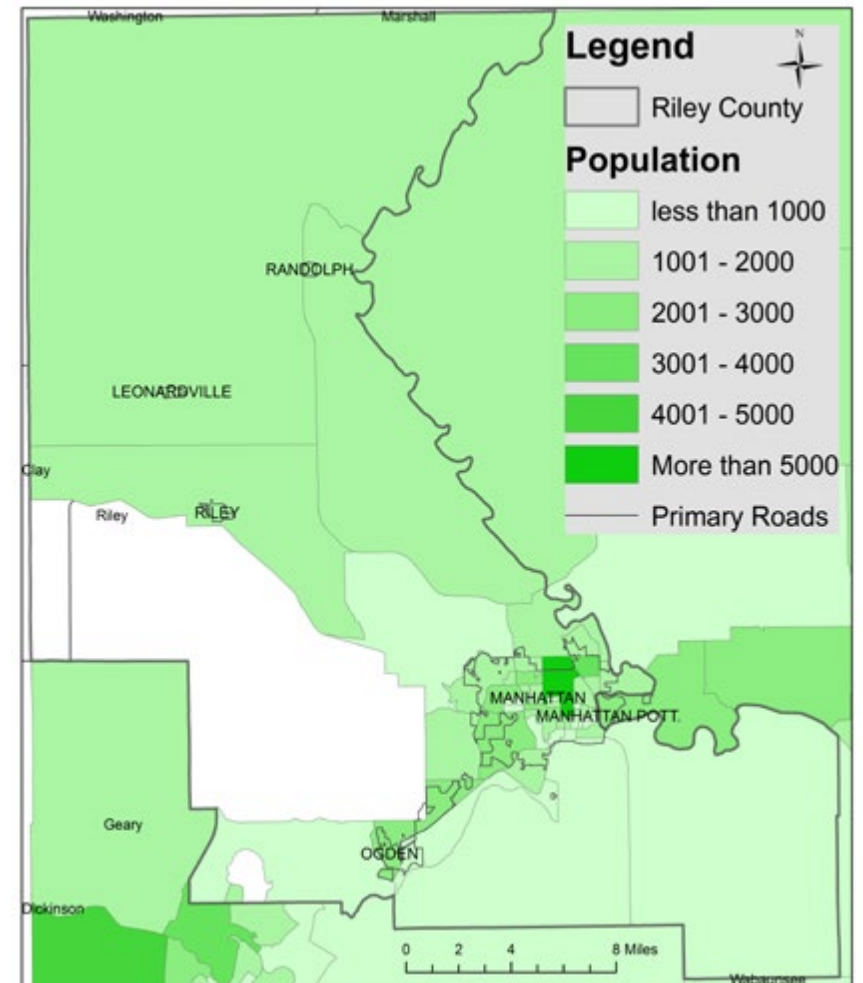 Washington
Marshall
Legend
N
Riley County
Population
less than 1000
1001 - 2000
2001 - 3000
3001 - 4000
4001 - 5000
More than 5000
Primary Roads
RANDOLPH
LEONARDVILLE
Clay
Riley
RILEY
MANHATTAN
MANHATTAN POTT.
Geary
OGDEN
Dickinson
0 2 4 8 Miles
Wabaunsee